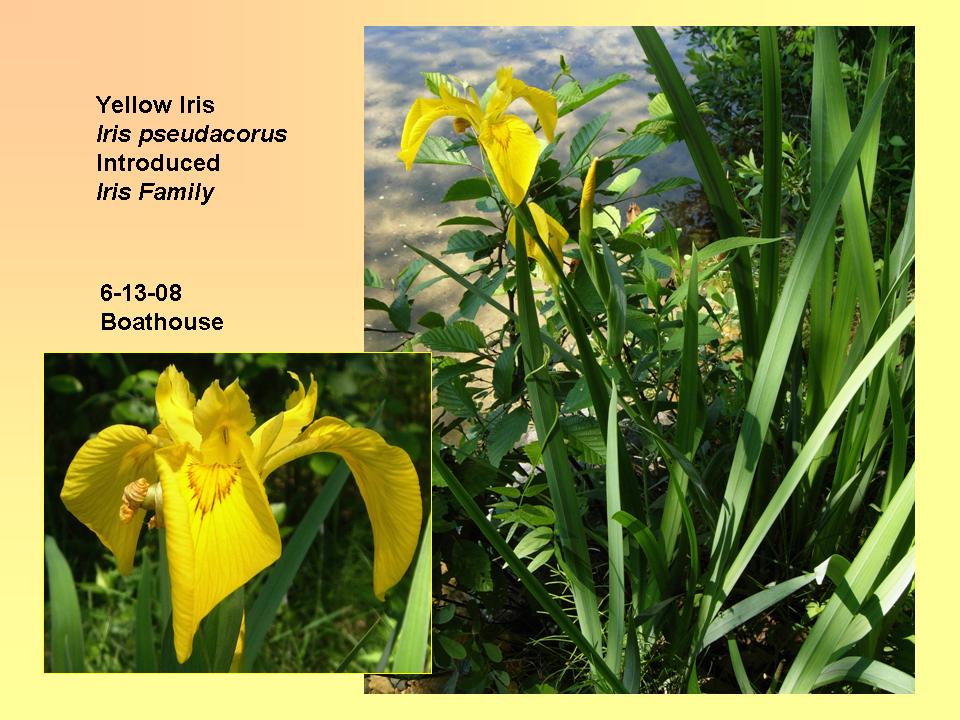 Yellow Iris
Iris pseudacorus
Introduced
Iris Family
6-13-08
Boathouse